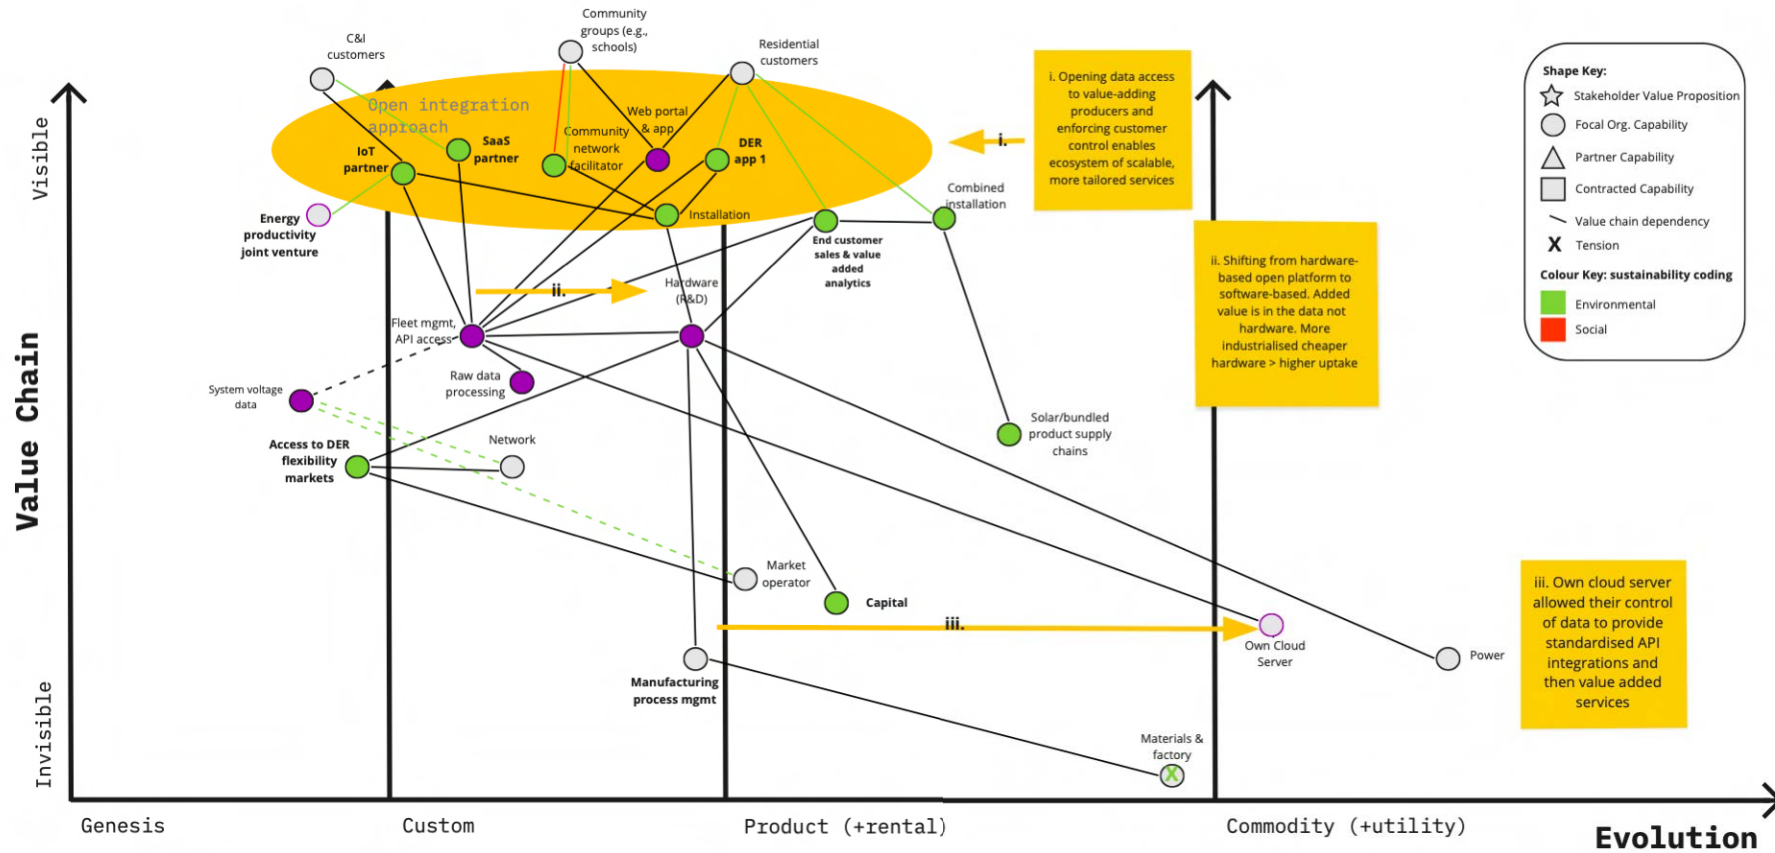 C&I
customers
Community
groups (e.g.,
schools)
Residential
customers
Open integration
approach
IoT
partner
SaaS
partner
Community
network
facilitator
Web portal
& app
DER
app 1
Installation
Combined
installation
Energy
productivity
joint venture
End customer
sales & value
added
analytics
i.
i. Opening data access
to value-adding
producers and
enforcing customer
control enables
ecosystem of scalable,
more tailored services
ii.
ii. Shifting from hardware-
based open platform to
software-based. Added
value is in the data not
hardware. More
industrialised cheaper
hardware > higher uptake
Hardware
(R&D)
Fleet mgmt,
API access
Raw data
processing
System voltage
data
Access to DER
flexibility
markets
Network
Solar/bundled
product supply
chains
Market
operator
Capital
iii.
Own Cloud
Server
Power
Manufacturing
process mgmt
Materials &
factory
X
iii. Own cloud server
allowed their control
of data to provide
standardised API
integrations and
then value added
services
Shape Key:
Stakeholder Value Proposition
Focal Org. Capability
Partner Capability
Contracted Capability
Value chain dependency
X Tension
Colour Key: sustainability coding
Environmental
Social
Visible
Value Chain
Invisible
Genesis
Custom
Product (+rental)
Commodity (+utility)
Evolution